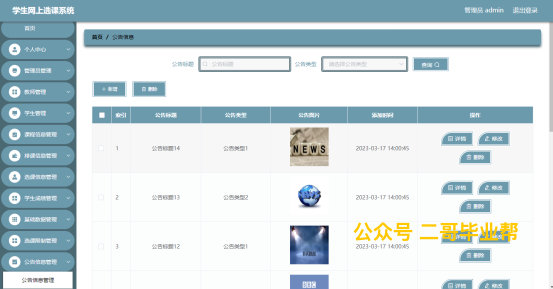 学生网上选课系统
管理员 admin 退出登录
首页
个人中心
管理员管理
教师管理
学生管理
课程信息管理
排课信息管理
选课信息管理
学生成绩管理
基础数据管理
选课限制管理
公告信息管理
公告信息管理
首页 / 公告信息
公告标题 公告标题 公告类型 请选择公告类型 查询
+ 新增 删除
索引 公告标题 公告类型 公告图片 添加时间 操作
1 公告标题14 公告类型1 NEWS 2023-03-17 14:00:45 详情 修改
删除
2 公告标题13 公告类型2 2023-03-17 14:00:45 详情 修改
删除
公众号 二哥毕业帮
3 公告标题12 公告类型1 2023-03-17 14:00:45 详情 修改
删除
详情 修改